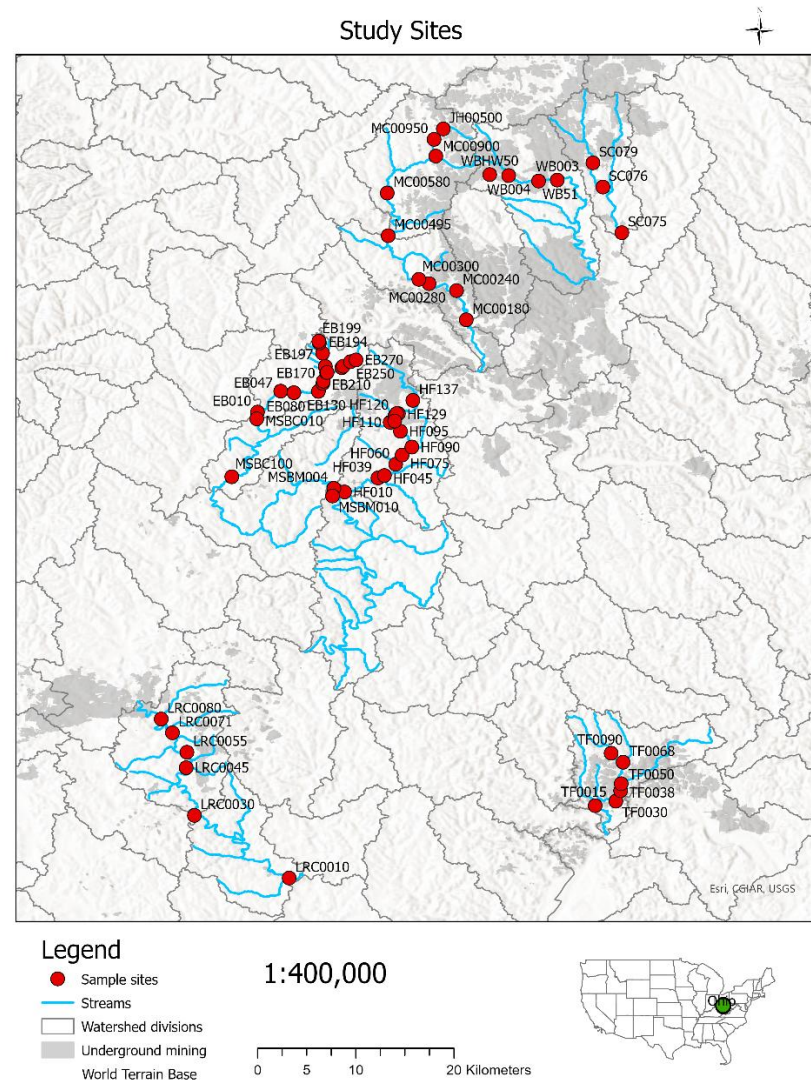 N
Study Sites
JH00500
MC00950
MC00900
SC079
WBHW50
WB003
SC076
MC00580
WB004
WB51
SC075
MC00495
MC00300
MC00240
MC00280
MC00180
EB199
EB194
EB197
EB270
EB170
EB250
EB047
EB210
HF137
EB010
EB080
EB130
HF120
HF129
MSBC010
HF110
HF095
HF060
HF090
MSBC100
HF039
HF075
MSBM004
HF045
HF010
MSBM010
LRC0080
LRC0071
LRC0055
LRC0045
LRC0030
LRC0010
TF0090
TF0068
TF0050
TF0015
TF0038
TF0030
Esri, CGIAR, USGS
Legend
Sample sites
Streams
Watershed divisions
Underground mining
World Terrain Base
1:400,000
0 5 10 20 Kilometers
Ohio